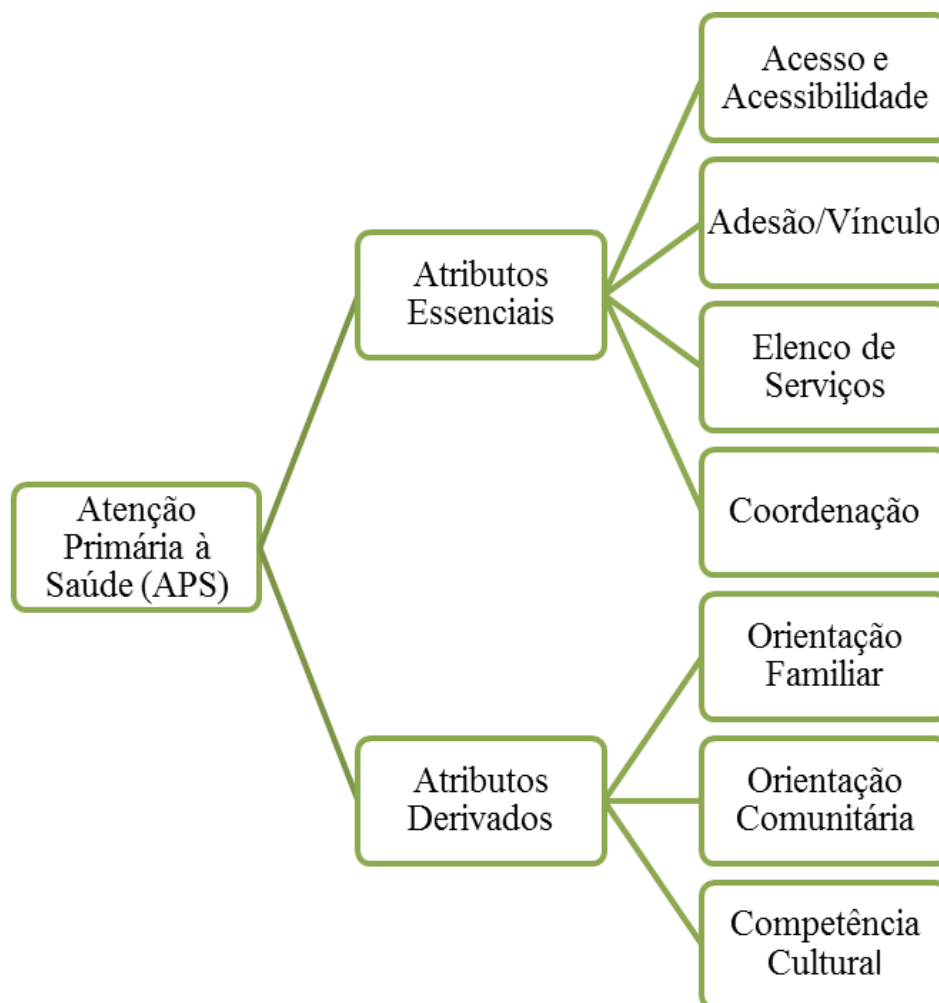 Atenção
Primária à
Saúde (APS)
Atributos
Essenciais
Acesso e
Acessibilidade
Adesão/Vínculo
Elenco de
Serviços
Coordenação
Atributos
Derivados
Orientação
Familiar
Orientação
Comunitária
Competência
Cultural